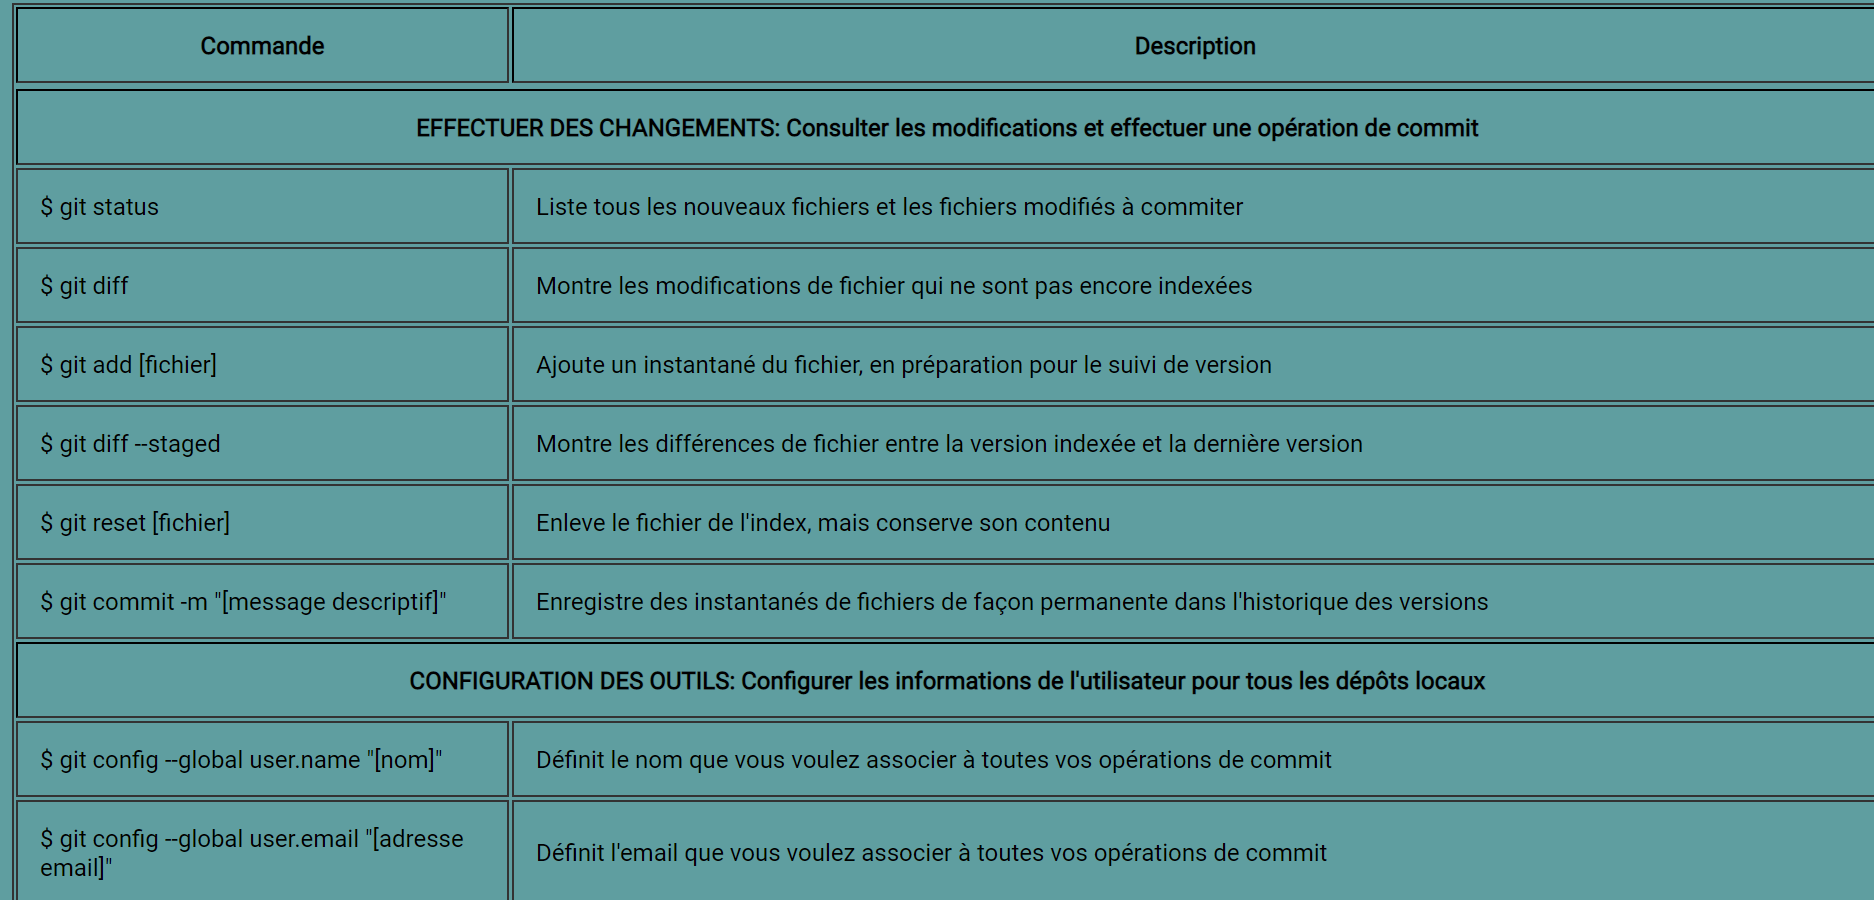 Commande
Description
EFFECTUER DES CHANGEMENTS: Consulter les modifications et effectuer une opération de commit
$ git status
Liste tous les nouveaux fichiers et les fichiers modifiés à commiter
$ git diff
Montre les modifications de fichier qui ne sont pas encore indexées
$ git add [fichier]
Ajoute un instantané du fichier, en préparation pour le suivi de version
$ git diff --staged
Montre les différences de fichier entre la version indexée et la dernière version
$ git reset [fichier]
Enleve le fichier de l'index, mais conserve son contenu
$ git commit -m "[message descriptif]"
Enregistre des instantanés de fichiers de façon permanente dans l'historique des versions
CONFIGURATION DES OUTILS: Configurer les informations de l'utilisateur pour tous les dépôts locaux
$ git config --global user.name "[nom]"
Définit le nom que vous voulez associer à toutes vos opérations de commit
$ git config --global user.email "[adresse
email]"
Définit l'email que vous voulez associer à toutes vos opérations de commit